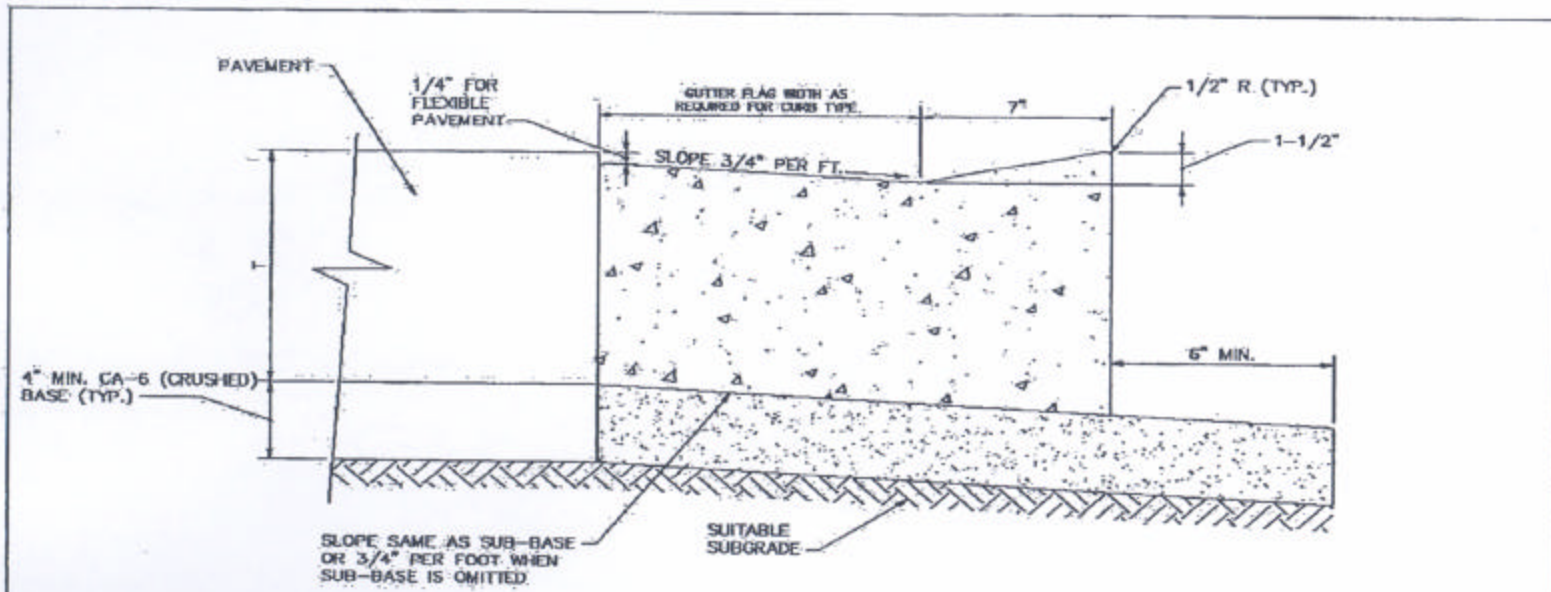 PAVEMENT
1/4" FOR
FLEXIBLE
PAVEMENT
GUTTER FLAG WIDTH AS
REQUIRED FOR CURB TYPE.
7"
1/2" R. (TYP.)
1-1/2"
SLOPE 3/4" PER FT.
T
6" MIN.
4" MIN. CA-6 (CRUSHED)
BASE (TYP.)
SLOPE SAME AS SUB-BASE
OR 3/4" PER FOOT WHEN
SUB-BASE IS OMITTED
SUITABLE
SUBGRADE